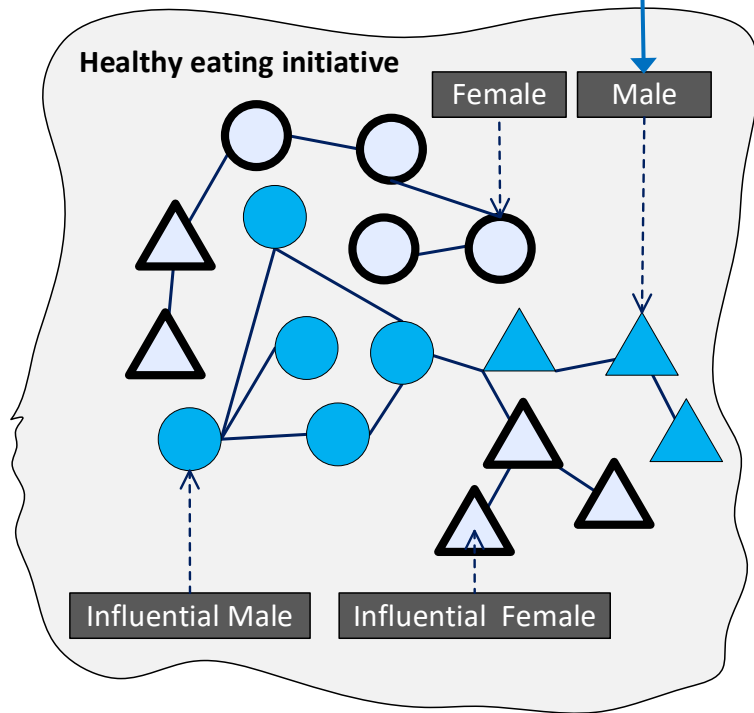 Healthy eating initiative
Female
Male
Influential Male
Influential  Female